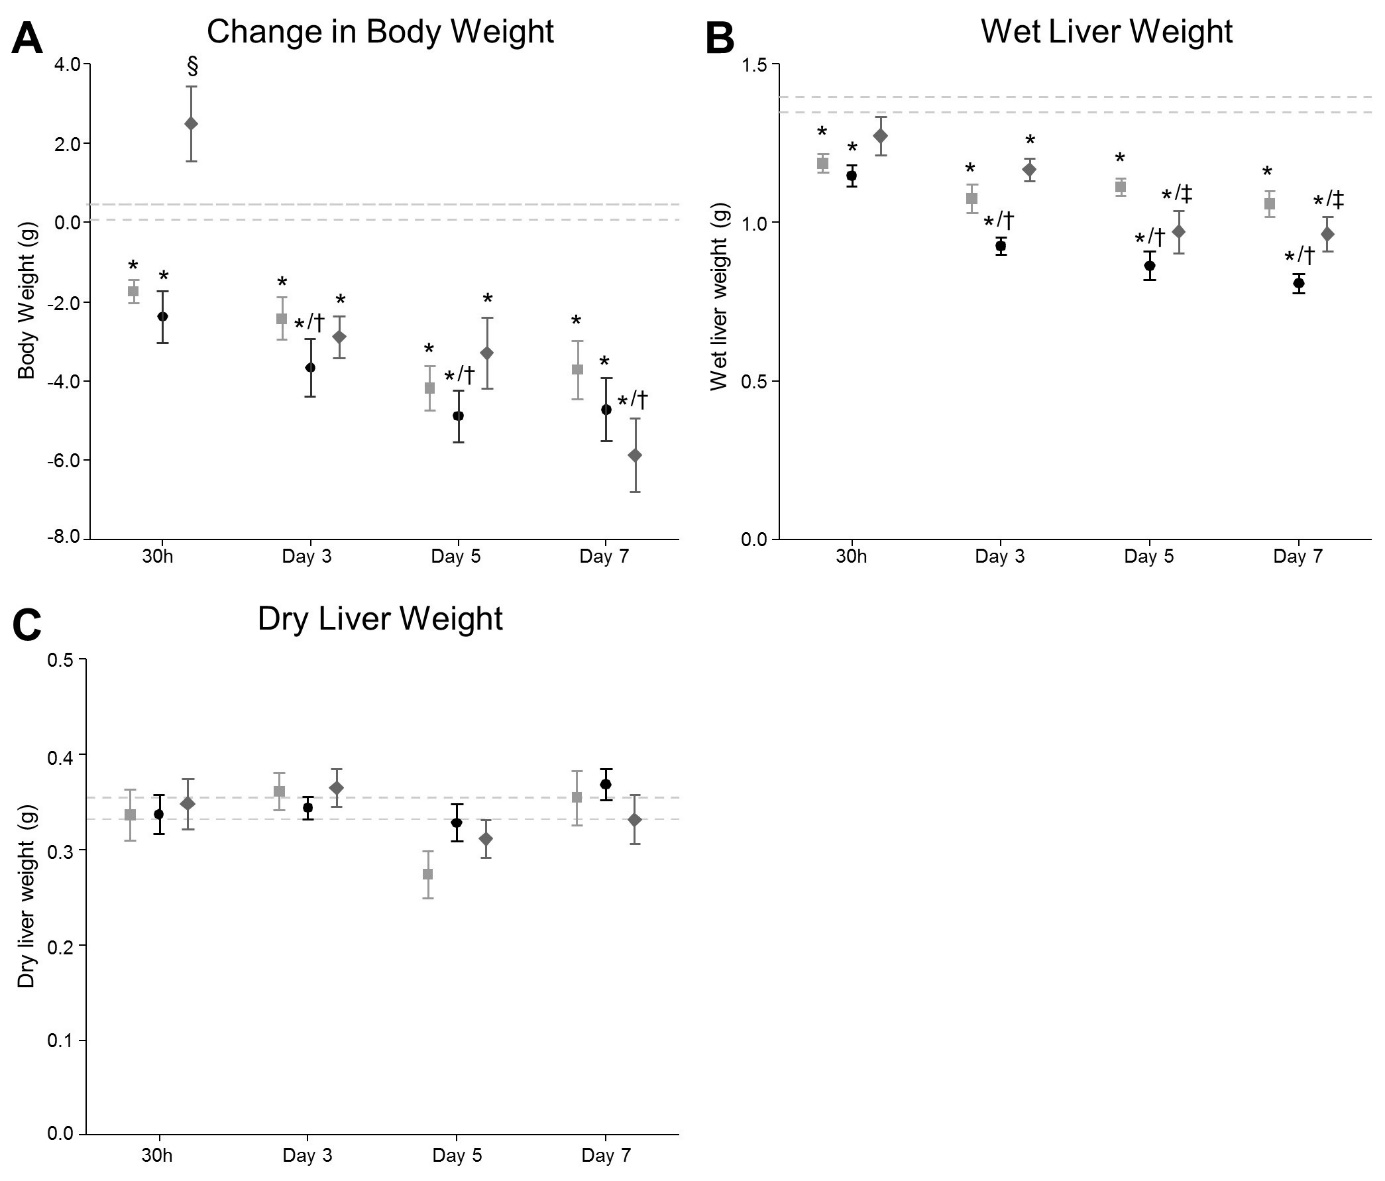 A Change in Body Weight
Body Weight (g)
4.0
2.0
0.0
-2.0
-4.0
-6.0
-8.0
§
* *
* */† *
* */† *
* * */†
30h Day 3 Day 5 Day 7
B Wet Liver Weight
Wet liver weight (g)
1.5
1.0
0.5
0.0
* *
* */† *
* */† */‡
* */† */‡
30h Day 3 Day 5 Day 7
C Dry Liver Weight
Dry liver weight (g)
0.5
0.4
0.3
0.2
0.1
0.0
30h Day 3 Day 5 Day 7